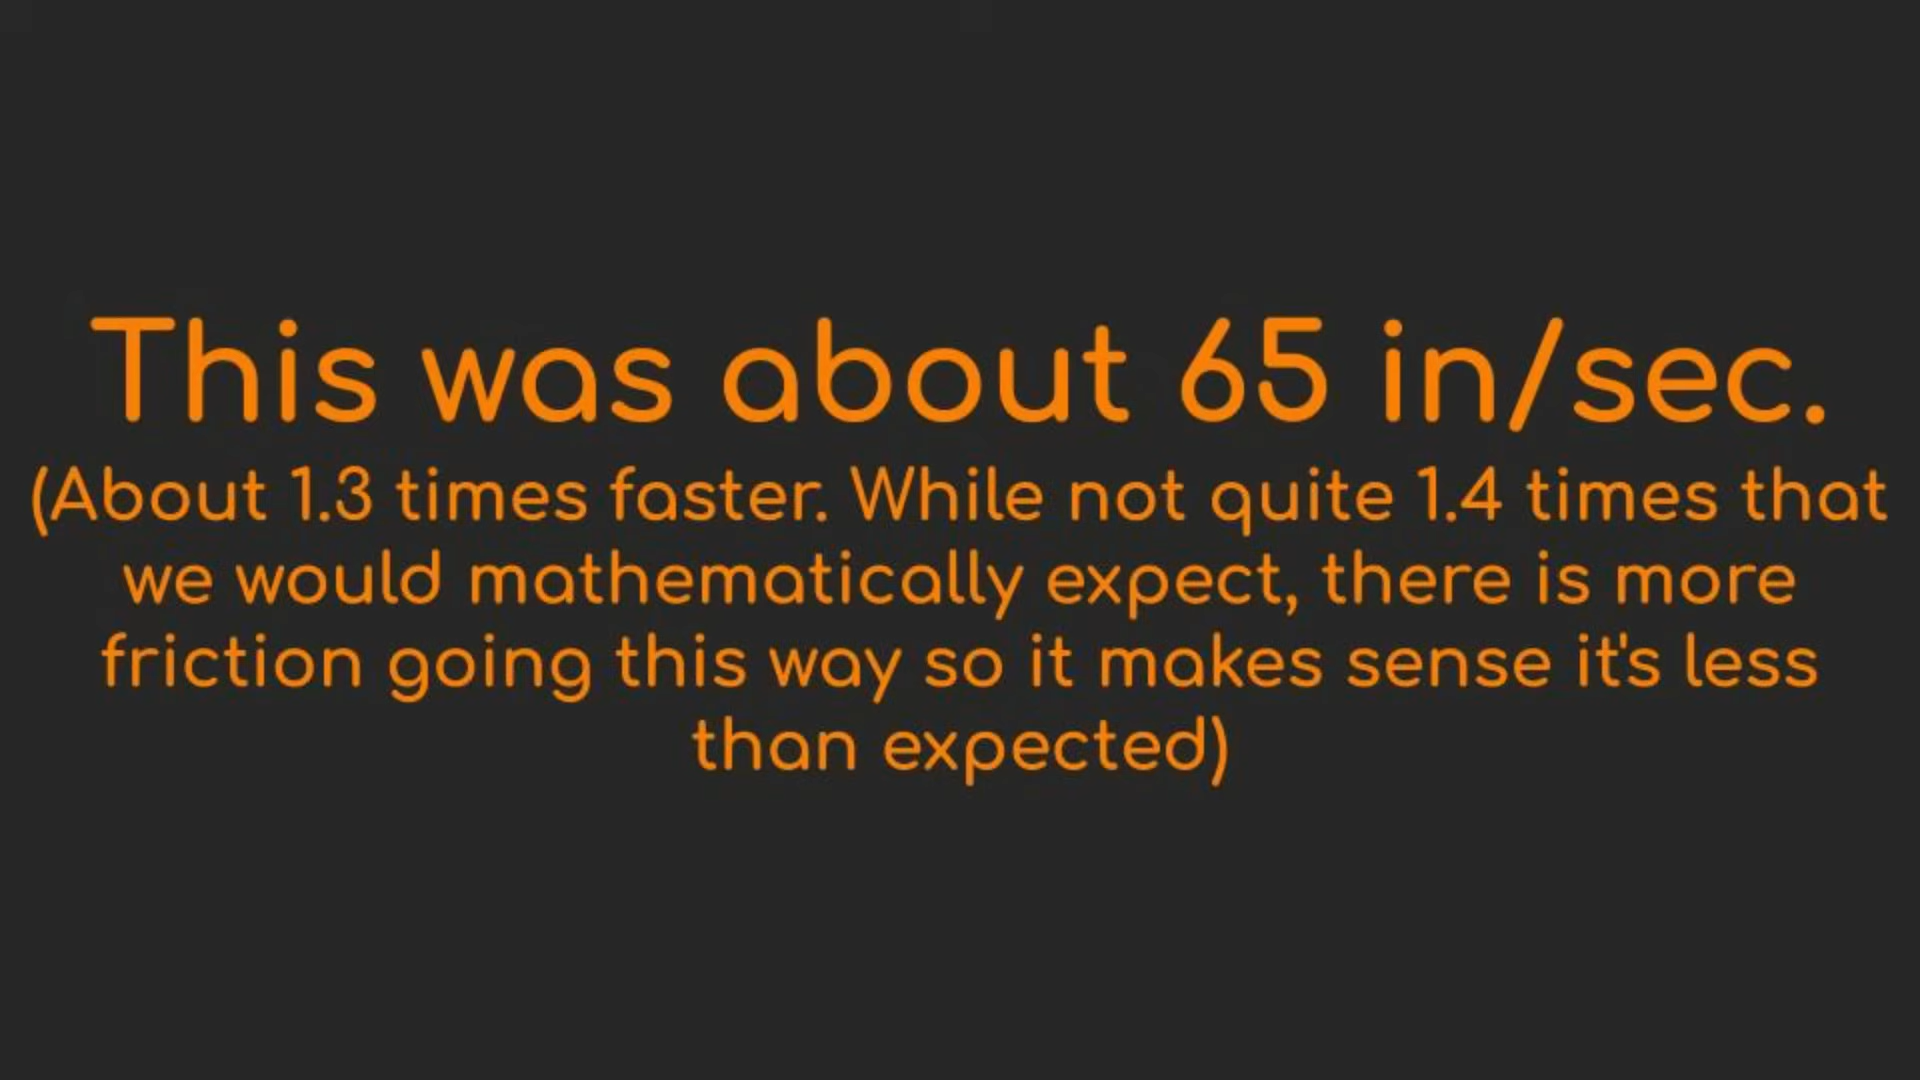 This was about 65 in/sec.
(About 1.3 times faster. While not quite 1.4 times that
we would mathematically expect, there is more
friction going this way so it makes sense it's less
than expected)